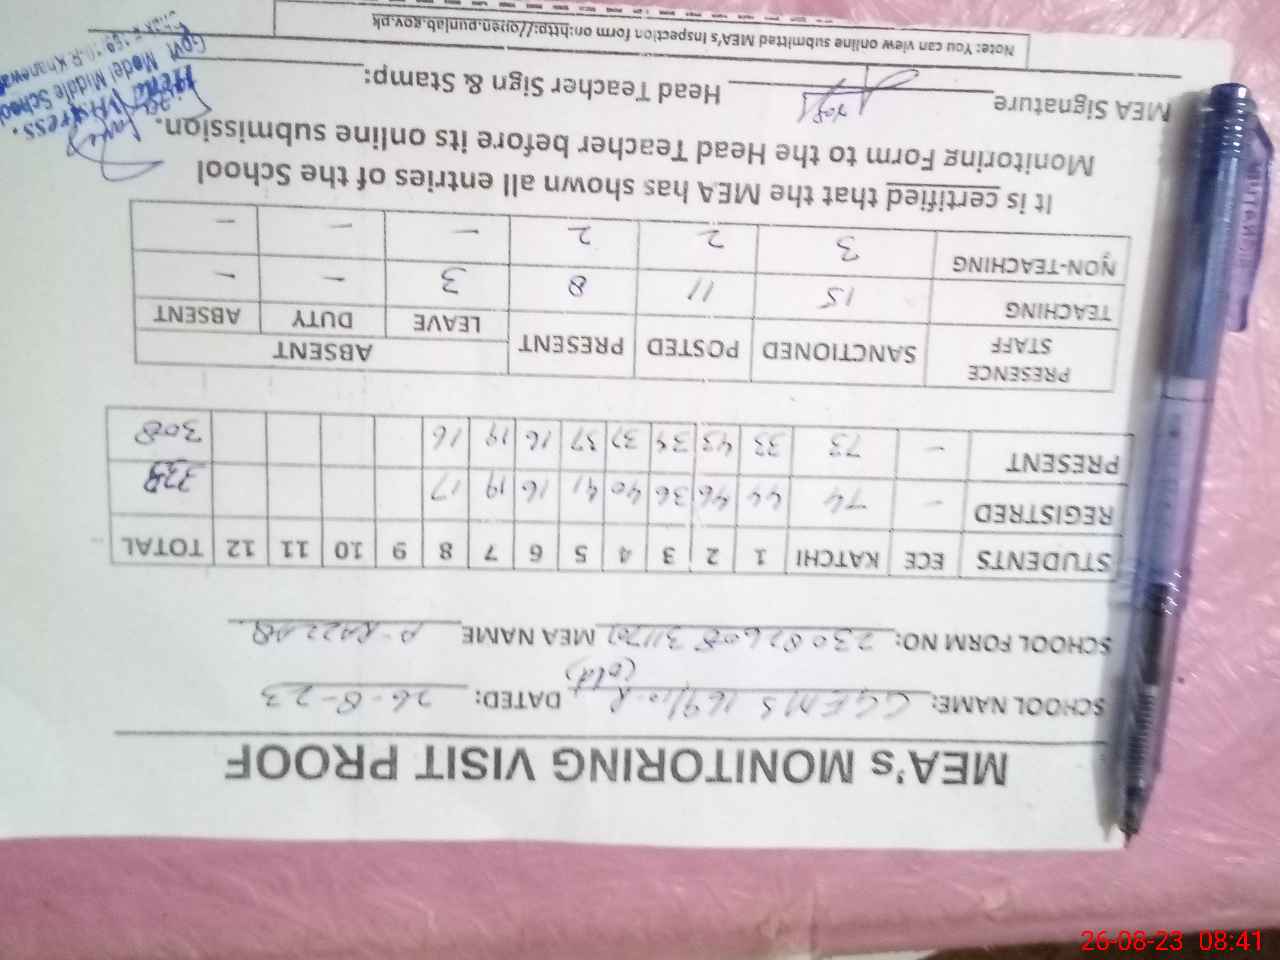 MEA's MONITORING VISIT PROOF
SCHOOL NAME: GGEMS 169/10-R DATED: 26-8-23
(old)
SCHOOL FORM NO: MEA NAME
STUDENTS ECE KATCHI 1 2 3 4 5 6 7 8 9 10 11 12 TOTAL
REGISTRED - 74 44 46 36 40 41 16 19 17
PRESENT - 73 33 43 34 37 37 16 19 16 308
PRESENCE STAFF SANCTIONED POSTED PRESENT ABSENT
LEAVE DUTY ABSENT
TEACHING 15 11 8 3 - -
NON-TEACHING 3 2 2 - - -
It is certified that the MEA has shown all entries of the School
Monitoring Form to the Head Teacher before its online submission.
MEA Signature Head Teacher Sign & Stamp:
Govt Model Middle School
Note: You can view online submitted MEA's Inspection form on:http://open.punjab.gov.pk
26-08-23 08:41